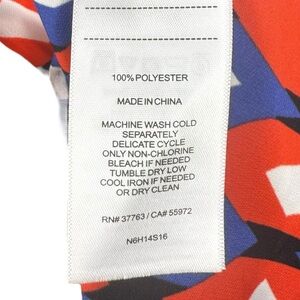 100% POLYESTER
MADE IN CHINA
MACHINE WASH COLD
SEPARATELY
DELICATE CYCLE
ONLY NON-CHLORINE
BLEACH IF NEEDED
TUMBLE DRY LOW
COOL IRON IF NEEDED
OR DRY CLEAN
RN# 37763 / CA# 55972
N6H14S16